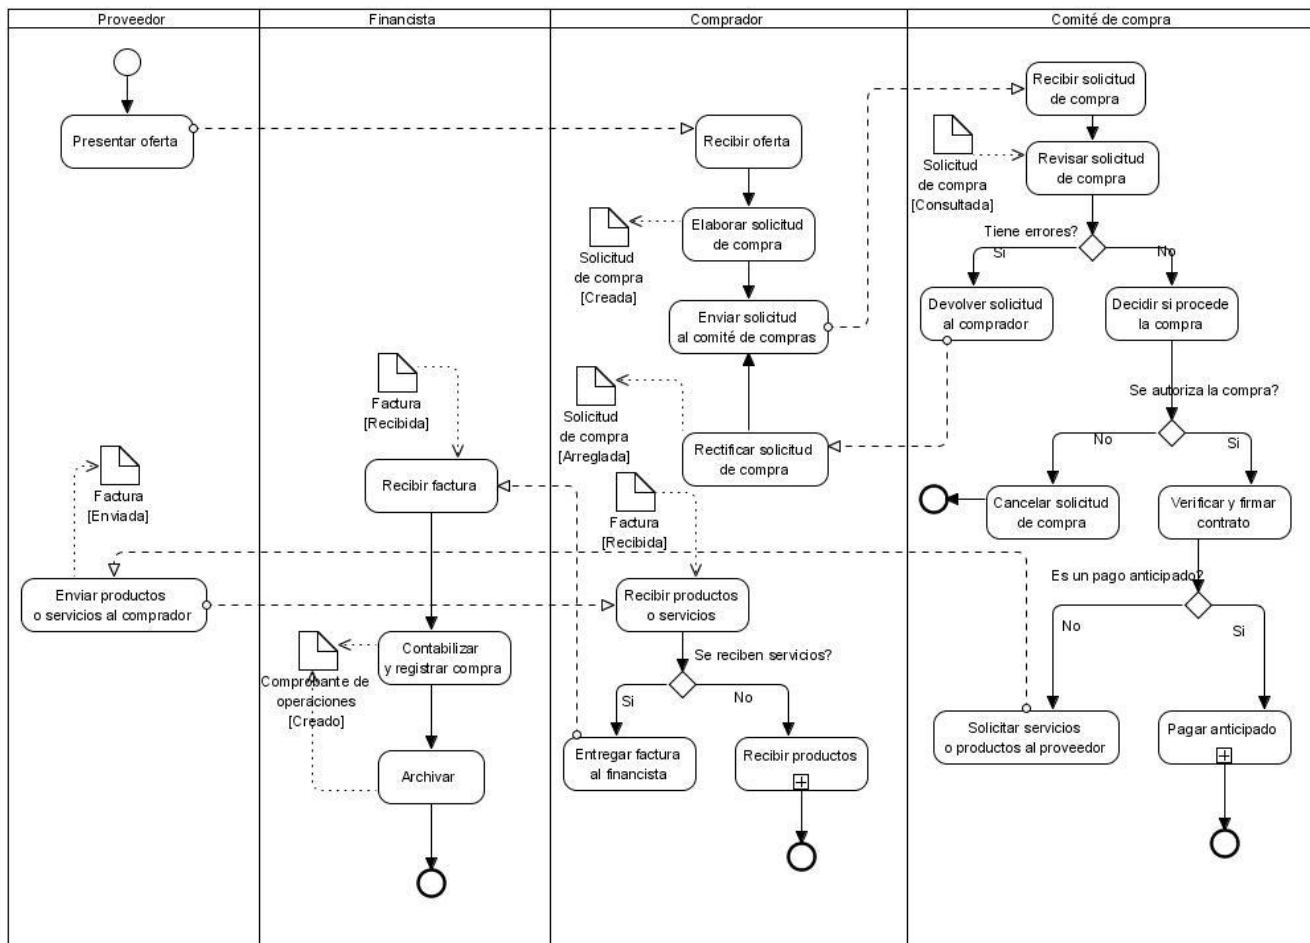 Proveedor
Financista
Comprador
Comité de compra
Presentar oferta
Recibir oferta
Recibir solicitud
de compra
Solicitud
de compra
[Consultada]
Revisar solicitud
de compra
Solicitud
de compra
[Creada]
Elaborar solicitud
de compra
Tiene errores?
Si
No
Enviar solicitud
al comité de compras
Devolver solicitud
al comprador
Decidir si procede
la compra
Factura
[Recibida]
Solicitud
de compra
[Arreglada]
Rectificar solicitud
de compra
Se autoriza la compra?
No
Si
Factura
[Enviada]
Recibir factura
Factura
[Recibida]
Cancelar solicitud
de compra
Verificar y firmar
contrato
Enviar productos
o servicios al comprador
Recibir productos
o servicios
Es un pago anticipado?
No
Si
Comprobante de
operaciones
[Creado]
Contabilizar
y registrar compra
Se reciben servicios?
Si
No
Archivar
Entregar factura
al financista
Recibir productos
Solicitar servicios
o productos al proveedor
Pagar anticipado